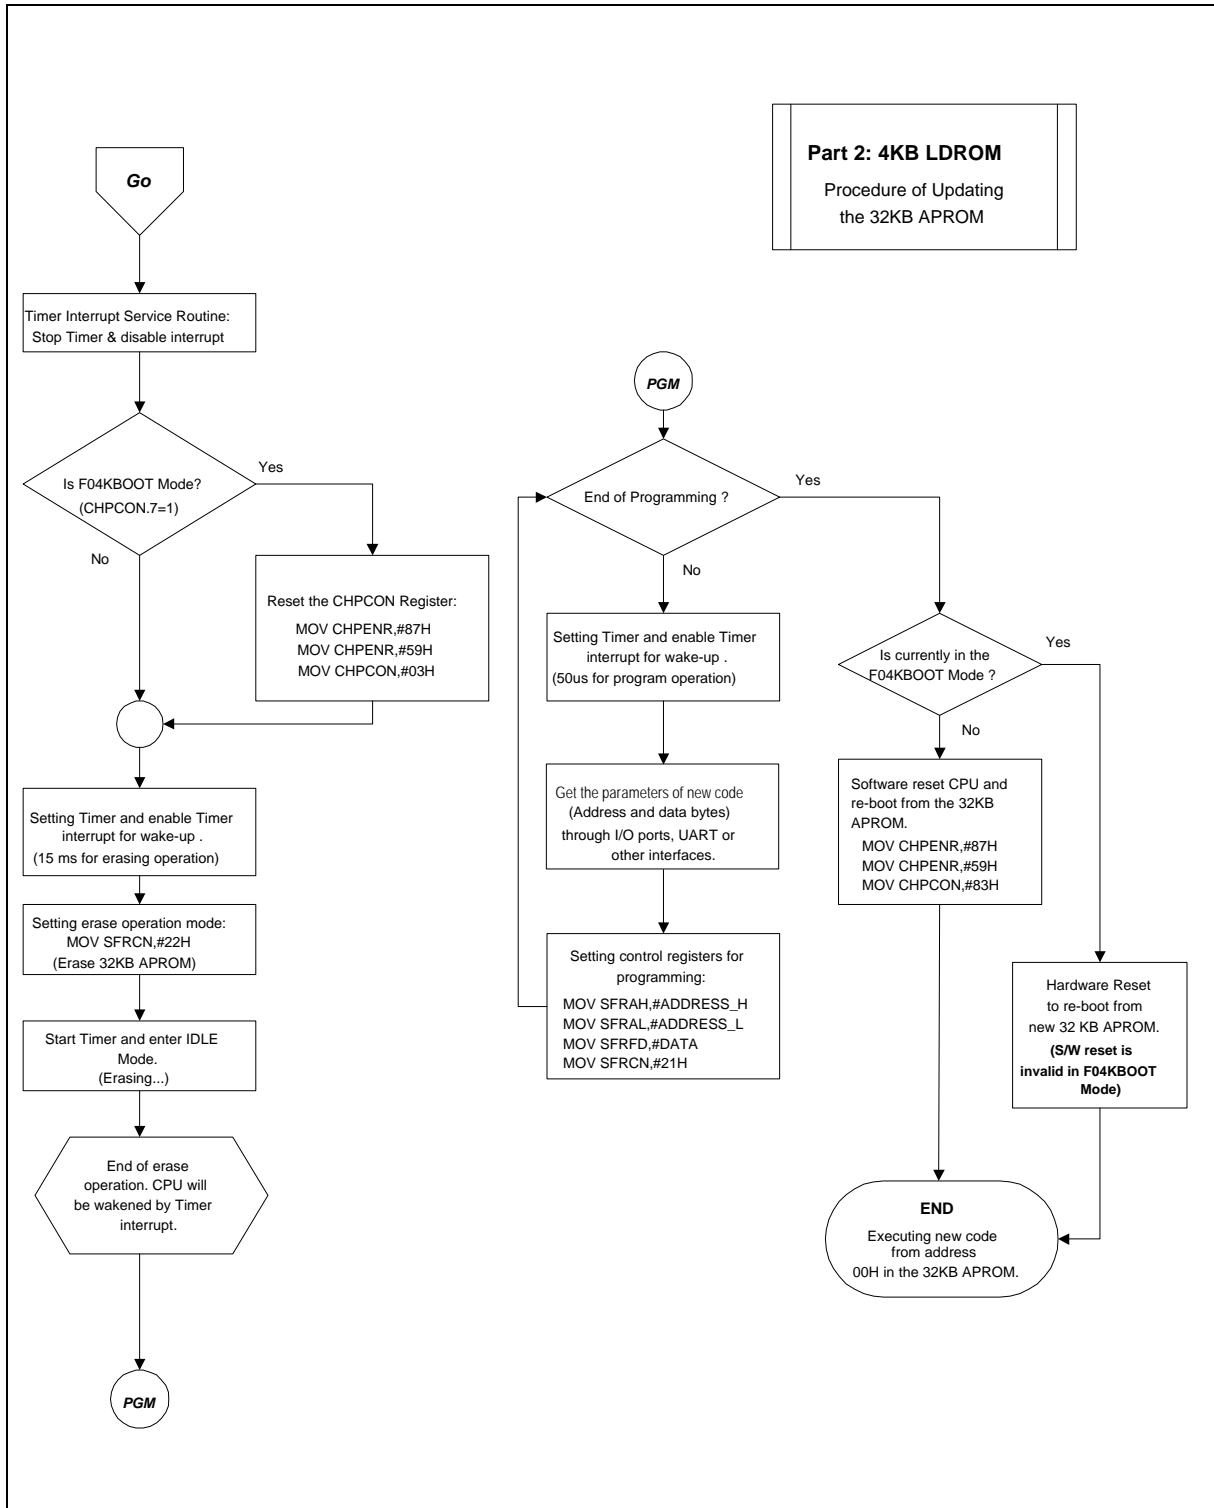 Part 2: 4KB LDROM
Procedure of Updating
the 32KB APROM
Go
Timer Interrupt Service Routine:
Stop Timer & disable interrupt
Is F04KBOOT Mode?
(CHPCON.7=1)
Yes
No
Reset the CHPCON Register:
MOV CHPENR,#87H
MOV CHPENR,#59H
MOV CHPCON,#03H
Setting Timer and enable Timer
interrupt for wake-up .
(15 ms for erasing operation)
Setting erase operation mode:
MOV SFRCN,#22H
(Erase 32KB APROM)
Start Timer and enter IDLE
Mode.
(Erasing...)
End of erase
operation. CPU will
be wakened by Timer
interrupt.
PGM
PGM
End of Programming ?
Yes
No
Setting Timer and enable Timer
interrupt for wake-up .
(50us for program operation)
Get the parameters of new code
(Address and data bytes)
through I/O ports, UART or
other interfaces.
Setting control registers for
programming:
MOV SFRAH,#ADDRESS_H
MOV SFRAL,#ADDRESS_L
MOV SFRFD,#DATA
MOV SFRCN,#21H
Is currently in the
F04KBOOT Mode ?
Yes
No
Software reset CPU and
re-boot from the 32KB
APROM.
MOV CHPENR,#87H
MOV CHPENR,#59H
MOV CHPCON,#83H
Hardware Reset
to re-boot from
new 32 KB APROM.
(S/W reset is
invalid in F04KBOOT
Mode)
END
Executing new code
from address
00H in the 32KB APROM.